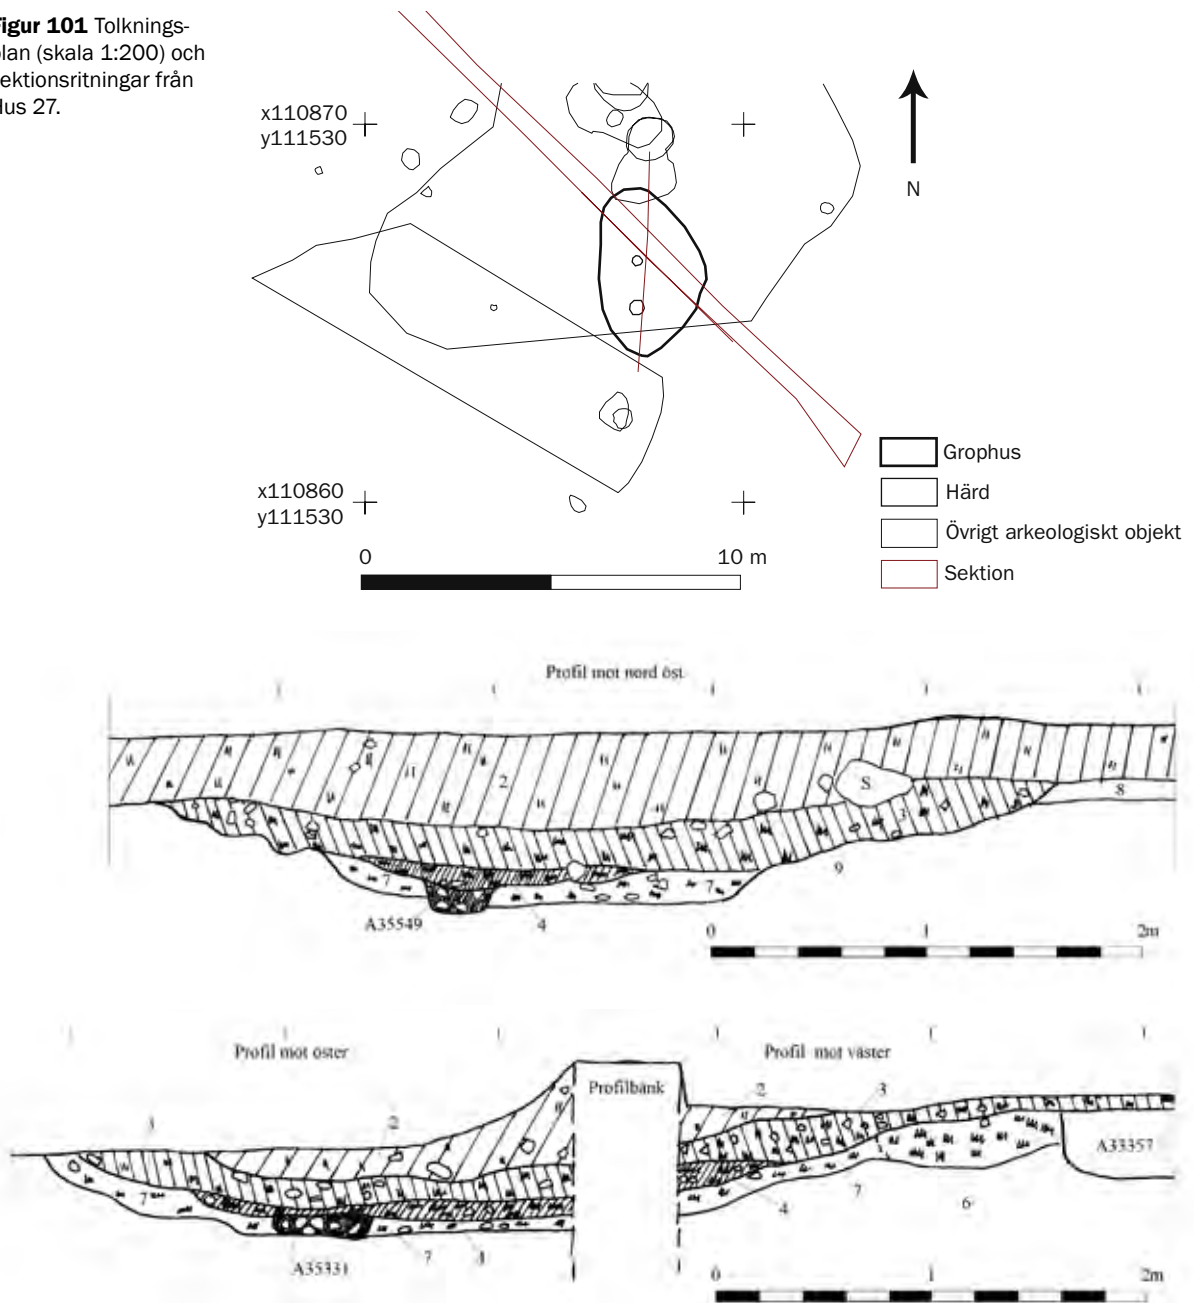 Figur 101 Tolknings-
plan (skala 1:200) och
sektionsritningar från
Hus 27.
x110870
y111530
N
x110860
y111530
0 10 m
Grophus
Härd
Övrigt arkeologiskt objekt
Sektion
Profil mot nord öst
2
S
3
8
9
7
7
A35549
4
0 1 2m
Profil mot öster
Profil mot väster
Profilbänk
3
2
2
3
A33357
7
4
7
6
7
A35331
0 1 2m